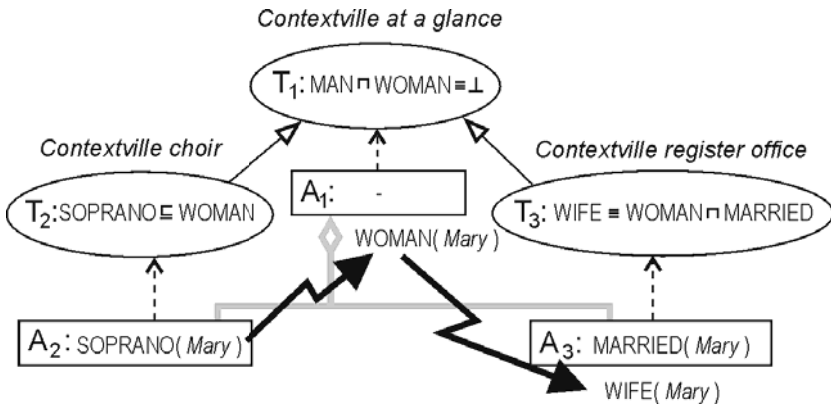 Contextville at a glance
T₁: MAN ⊓ WOMAN ≡ ⊥
Contextville choir
Contextville register office
A₁: -
T₂: SOPRANO ⊑ WOMAN
T₃: WIFE ≡ WOMAN ⊓ MARRIED
WOMAN( Mary )
A₂: SOPRANO( Mary )
A₃: MARRIED( Mary )
WIFE( Mary )